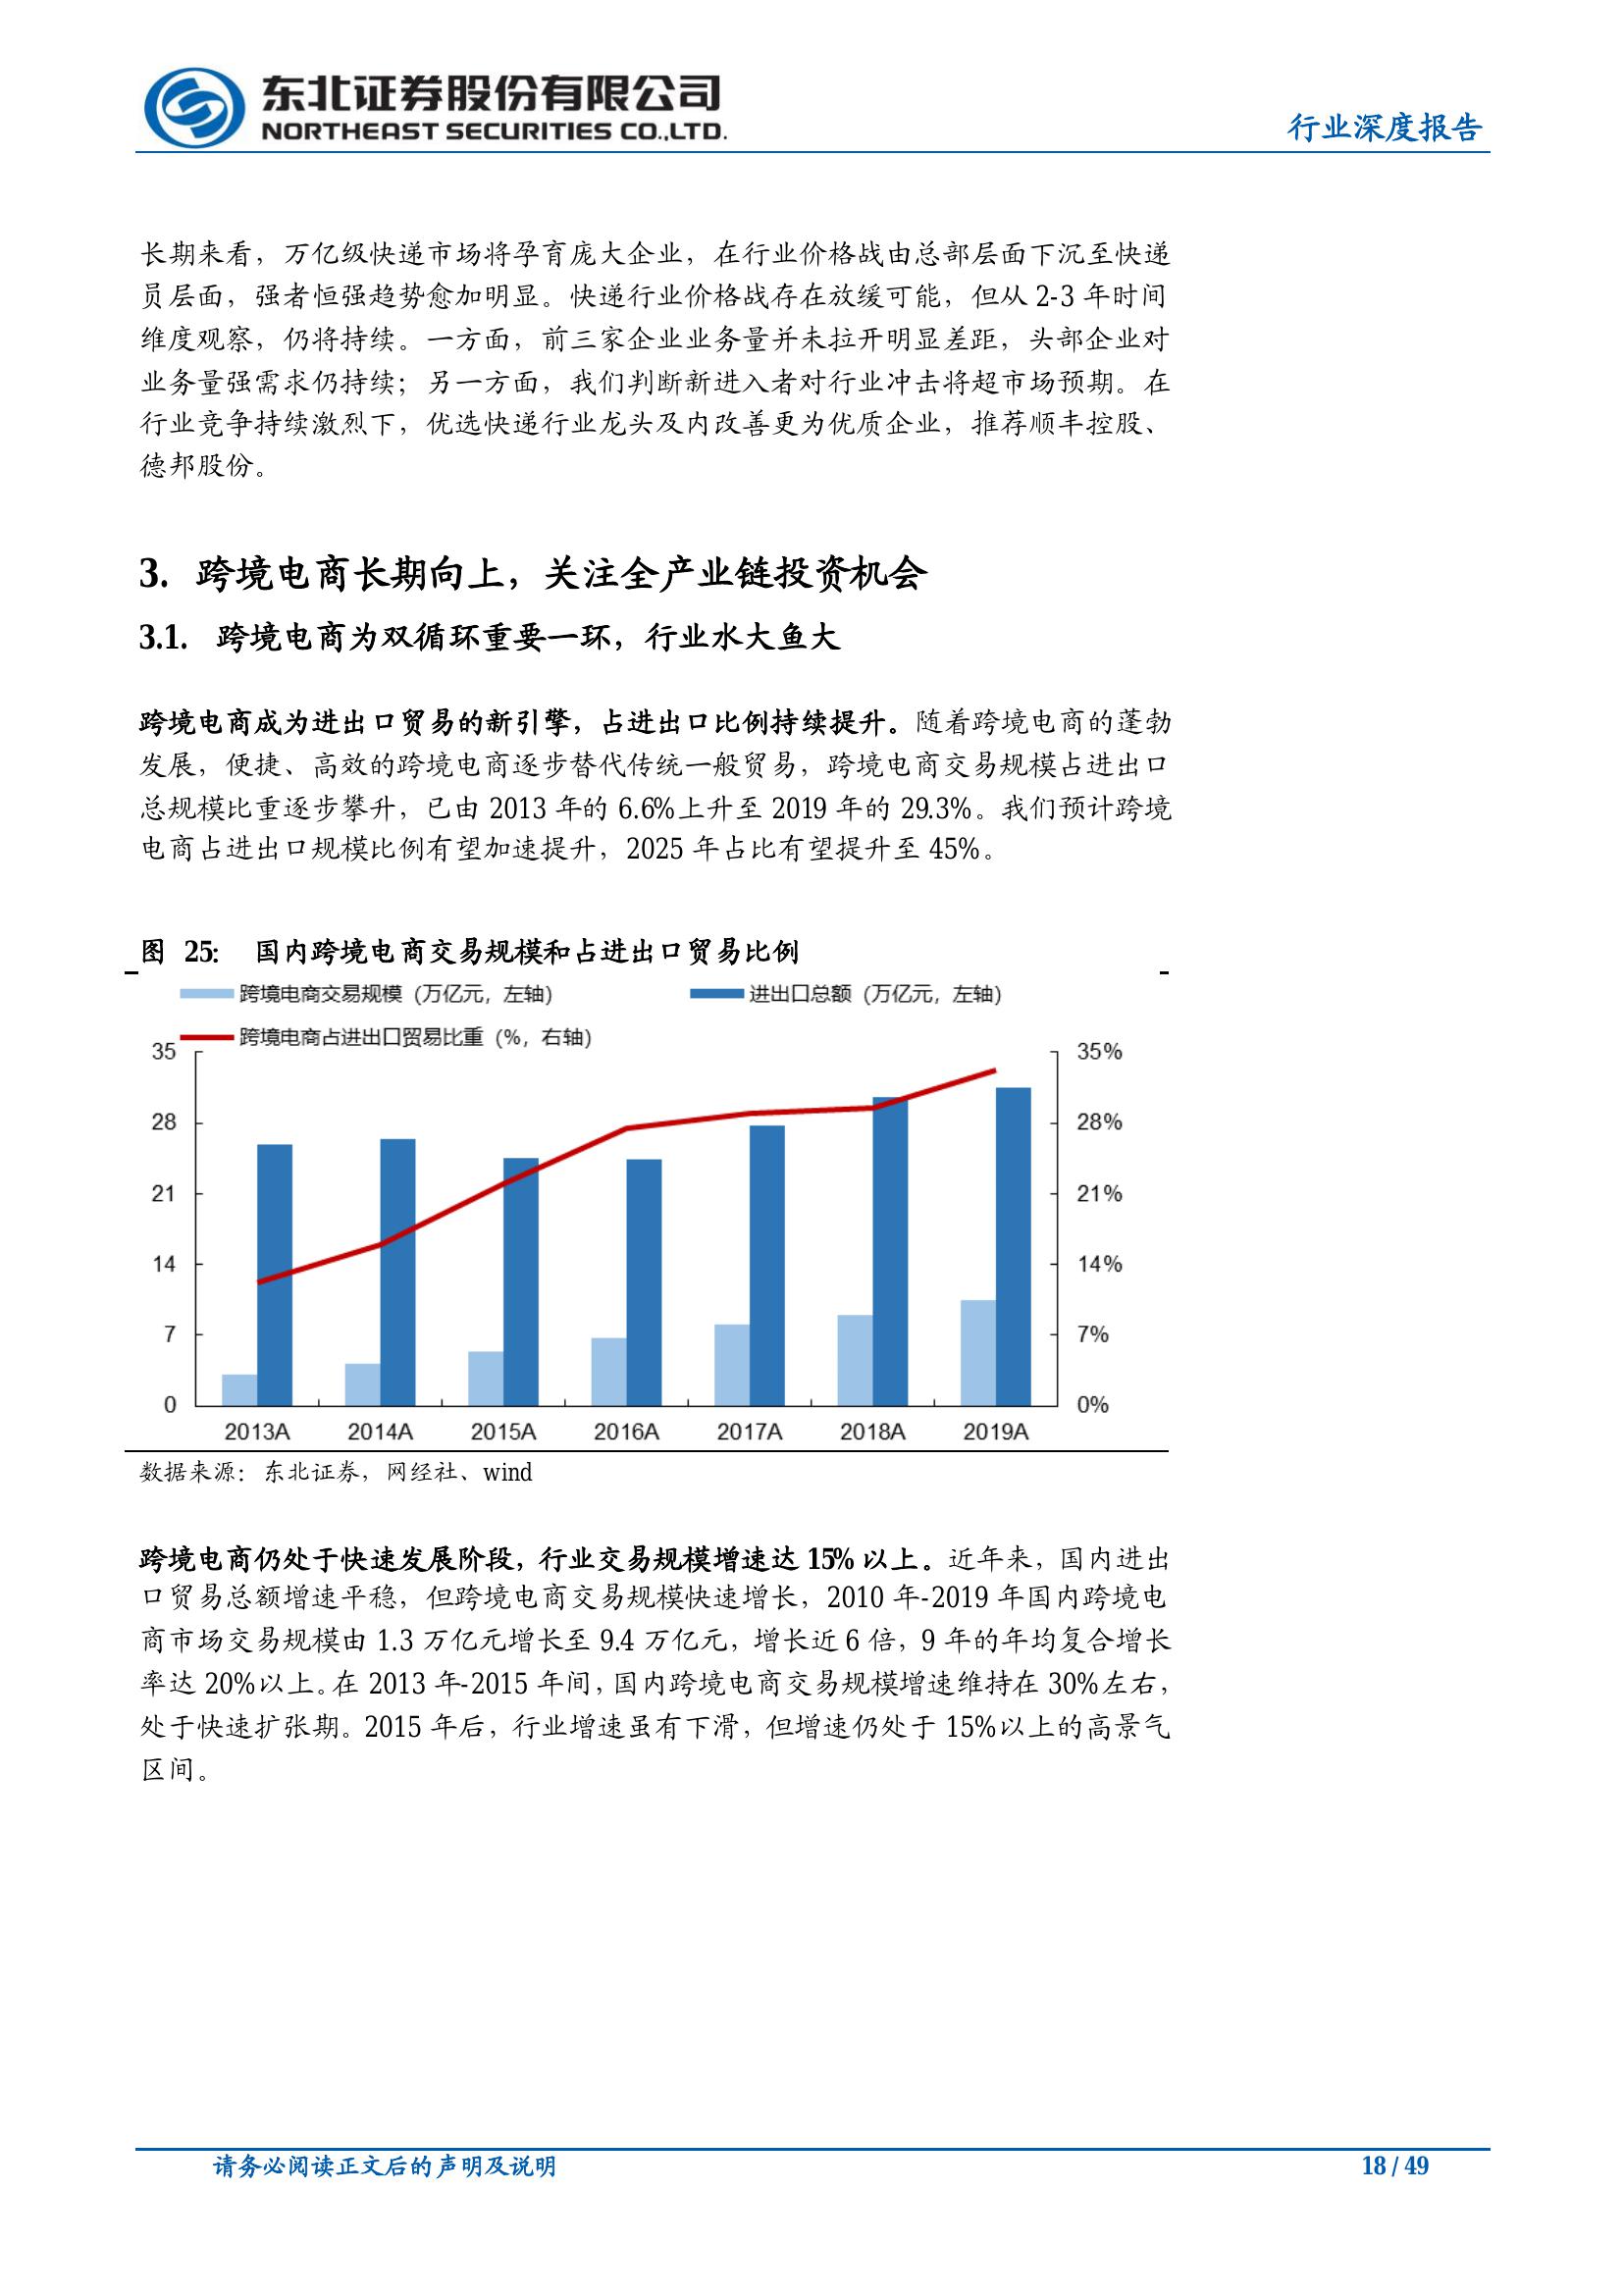 东北证券股份有限公司
NORTHEAST SECURITIES CO.,LTD.
行业深度报告
长期来看，万亿级快递市场将孕育庞大企业，在行业价格战由总部层面下沉至快递
员层面，强者恒强趋势愈加明显。快递行业价格战存在放缓可能，但从 2-3 年时间
维度观察，仍将持续。一方面，前三家企业业务量并未拉开明显差距，头部企业对
业务量强需求仍持续；另一方面，我们判断新进入者对行业冲击将超市场预期。在
行业竞争持续激烈下，优选快递行业龙头及内改善更为优质企业，推荐顺丰控股、
德邦股份。
3. 跨境电商长期向上，关注全产业链投资机会
3.1. 跨境电商为双循环重要一环，行业水大鱼大
跨境电商成为进出口贸易的新引擎，占进出口比例持续提升。随着跨境电商的蓬勃
发展，便捷、高效的跨境电商逐步替代传统一般贸易，跨境电商交易规模占进出口
总规模比重逐步攀升，已由 2013 年的 6.6%上升至 2019 年的 29.3%。我们预计跨境
电商占进出口规模比例有望加速提升，2025 年占比有望提升至 45%。
图 25: 国内跨境电商交易规模和占进出口贸易比例
跨境电商交易规模（万亿元，左轴） 进出口总额（万亿元，左轴）
跨境电商占进出口贸易比重（%，右轴）
35 35%
28 28%
21 21%
14 14%
7 7%
0 0%
2013A 2014A 2015A 2016A 2017A 2018A 2019A
数据来源：东北证券，网经社、wind
跨境电商仍处于快速发展阶段，行业交易规模增速达 15% 以上。近年来，国内进出
口贸易总额增速平稳，但跨境电商交易规模快速增长，2010 年-2019 年国内跨境电
商市场交易规模由 1.3 万亿元增长至 9.4 万亿元，增长近 6 倍，9 年的年均复合增长
率达 20%以上。在 2013 年-2015 年间，国内跨境电商交易规模增速维持在 30%左右，
处于快速扩张期。2015 年后，行业增速虽有下滑，但增速仍处于 15%以上的高景气
区间。
请务必阅读正文后的声明及说明 18 / 49